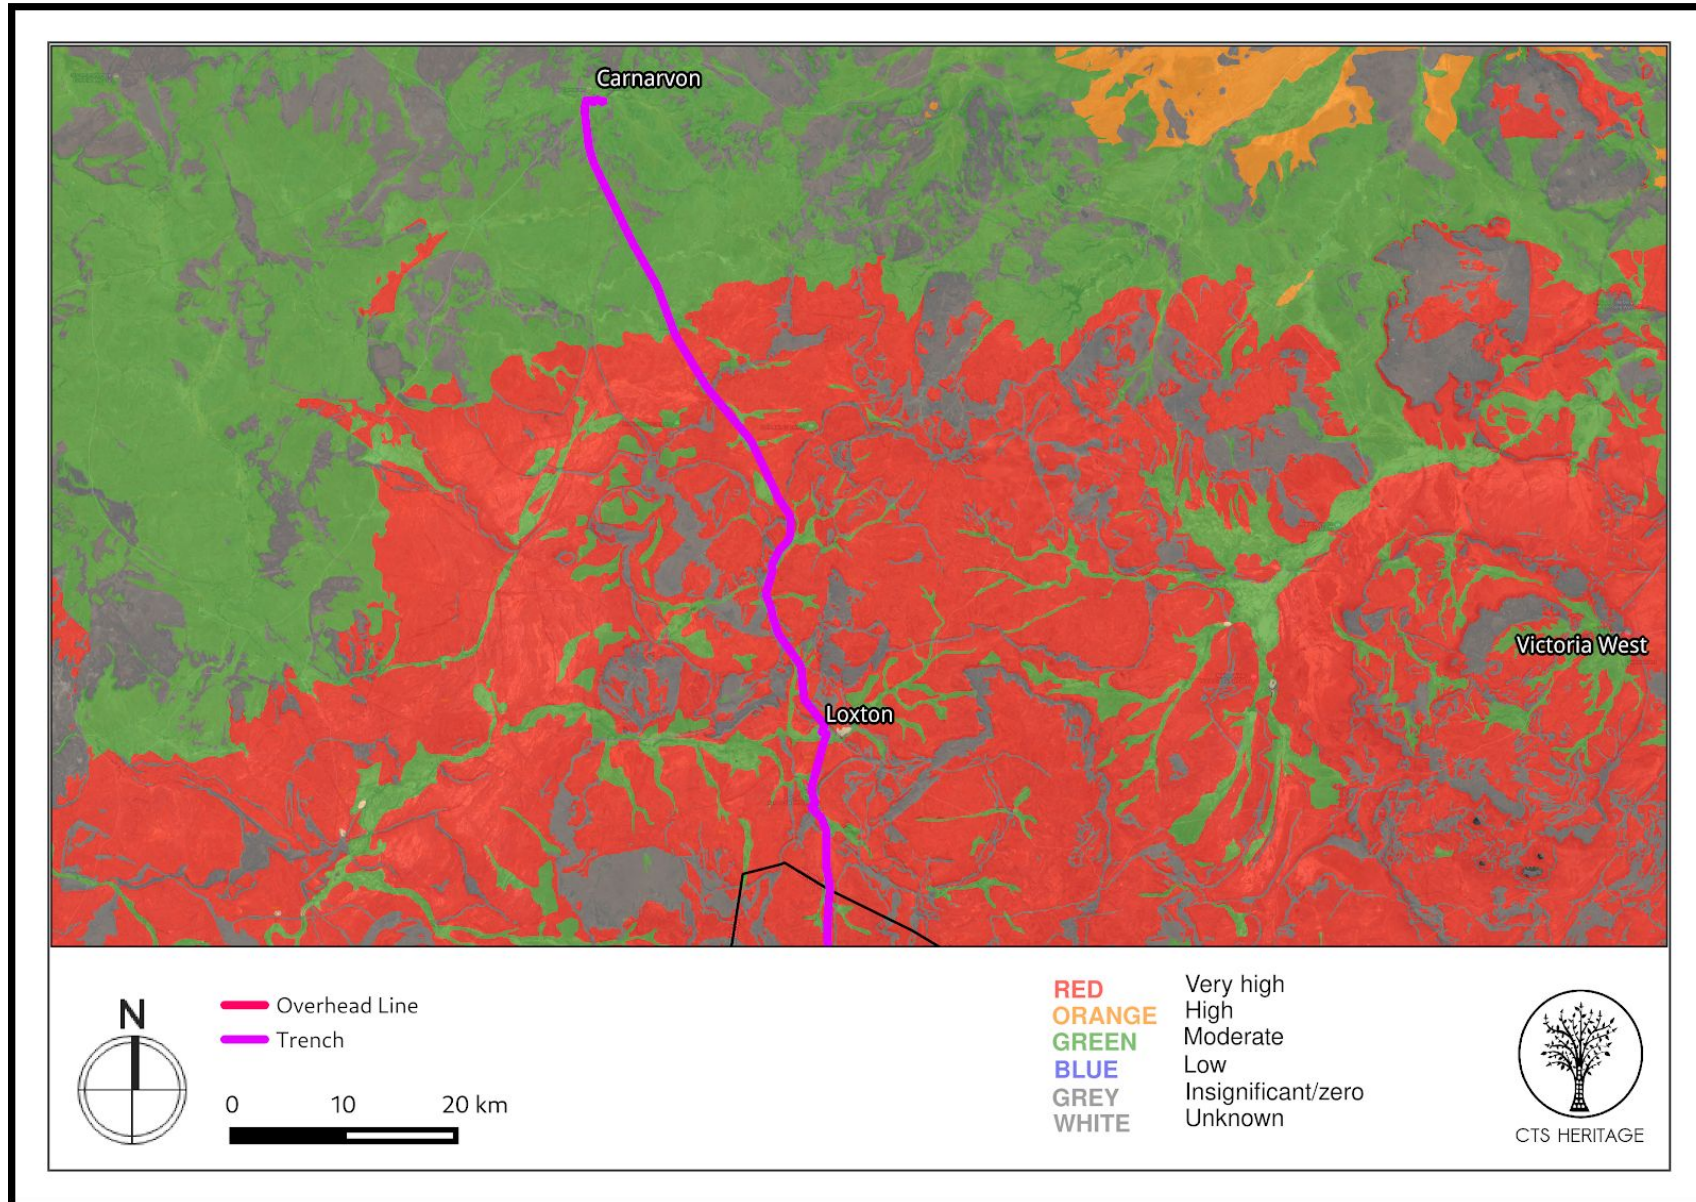 Carnarvon
Victoria West
Loxton
N
Overhead Line
Trench
0 10 20 km
RED Very high
ORANGE High
GREEN Moderate
BLUE Low
GREY Insignificant/zero
WHITE Unknown
CTS HERITAGE